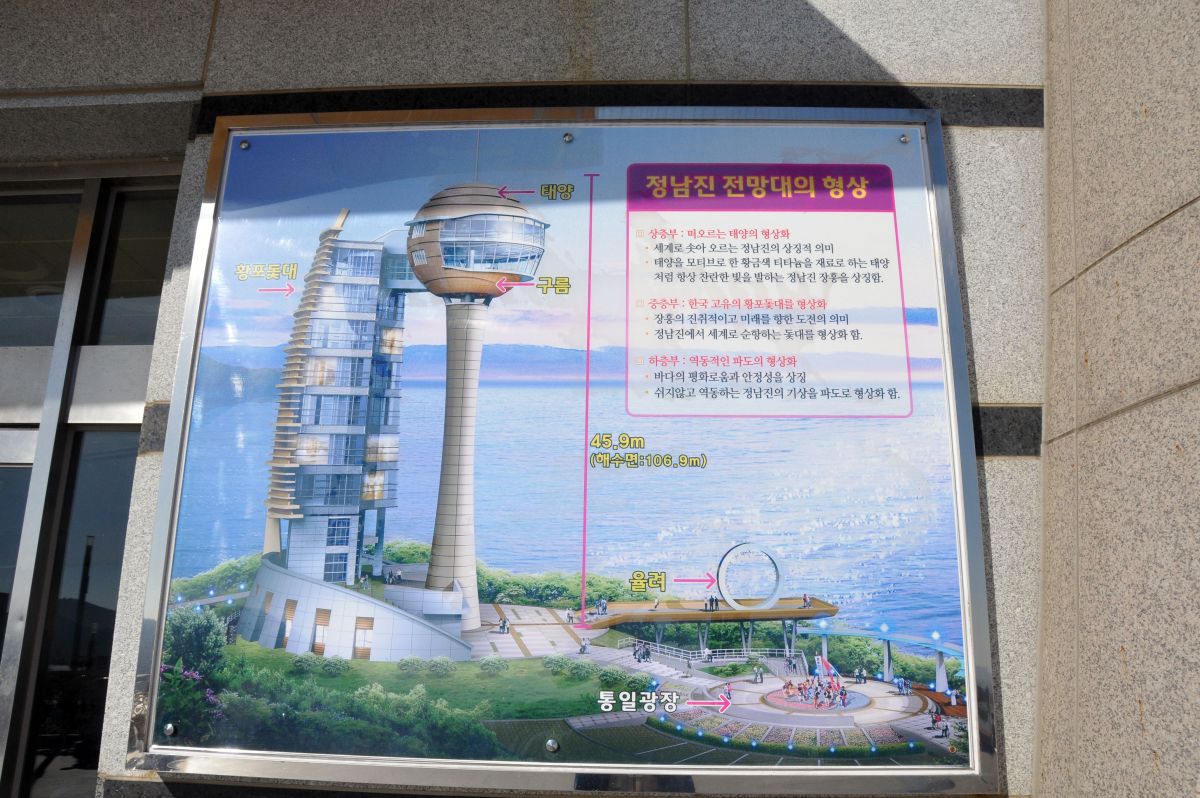 정남진 전망대의 형상
상층부 : 떠오르는 태양의 형상화
세계로 솟아 오르는 정남진의 상징적 의미
태양을 모티브로 한 황금색 티타늄을 재료로 하는 태양
처럼 항상 찬란한 빛을 발하는 정남진 장흥을 상징함.
중층부 : 한국 고유의 황포돛대를 형상화
장흥의 진취적이고 미래를 향한 도전의 의미
정남진에서 세계로 순항하는 돛대를 형상화 함.
하층부 : 역동적인 파도의 형상화
바다의 평화로움과 안정성을 상징
쉬지않고 역동하는 정남진의 기상을 파도로 형상화 함.
태양
황포돛대
구름
45.9m
(해수면:106.9m)
율려
통일광장